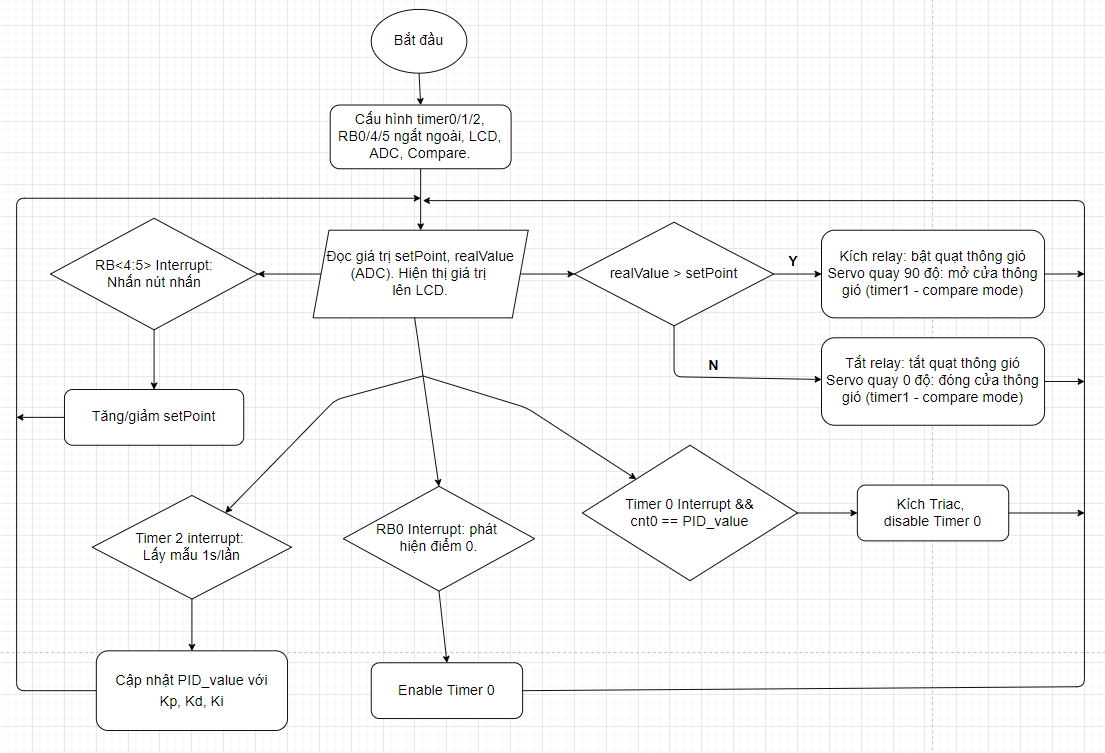 Bắt đầu
Cấu hình timer0/1/2,
RB0/4/5 ngắt ngoài, LCD,
ADC, Compare.
RB<4:5> Interrupt:
Nhấn nút nhấn
Đọc giá trị setPoint, realValue
(ADC). Hiện thị giá trị
lên LCD.
realValue > setPoint
Y
Kích relay: bật quạt thông gió
Servo quay 90 độ: mở cửa thông
gió (timer1 - compare mode)
N
Tắt relay: tắt quạt thông gió
Servo quay 0 độ: đóng cửa thông
gió (timer1 - compare mode)
Tăng/giảm setPoint
Timer 2 interrupt:
Lấy mẫu 1s/lần
RB0 Interrupt: phát
hiện điểm 0.
Timer 0 Interrupt &&
cnt0 == PID_value
Kích Triac,
disable Timer 0
Cập nhật PID_value với
Kp, Kd, Ki
Enable Timer 0